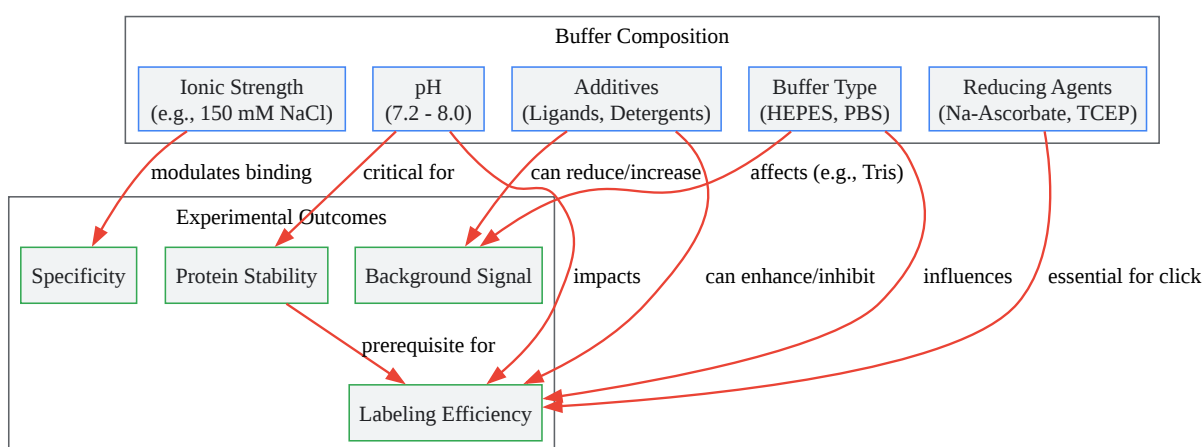 Buffer Composition
Ionic Strength
(e.g., 150 mM NaCl)
pH
(7.2 - 8.0)
Additives
(Ligands, Detergents)
Buffer Type
(HEPES, PBS)
Reducing Agents
(Na-Ascorbate, TCEP)
modulates binding
critical for
can reduce/increase
affects (e.g., Tris)
Experimental Outcomes
Specificity
Protein Stability
Background Signal
impacts
can enhance/inhibit
influences
essential for click
prerequisite for
Labeling Efficiency